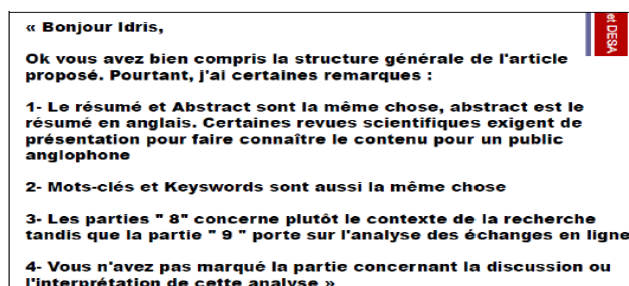 « Bonjour Idris,
Ok vous avez bien compris la structure générale de l'article
proposé. Pourtant, j'ai certaines remarques :
1- Le résumé et Abstract sont la même chose, abstract est le
résumé en anglais. Certaines revues scientifiques exigent de
présentation pour faire connaître le contenu pour un public
anglophone
2- Mots-clés et Keyswords sont aussi la même chose
3- Les parties " 8" concerne plutôt le contexte de la recherche
tandis que la partie " 9 " porte sur l'analyse des échanges en ligne
4- Vous n'avez pas marqué la partie concernant la discussion ou
l'interprétation de cette analyse »
et DESA